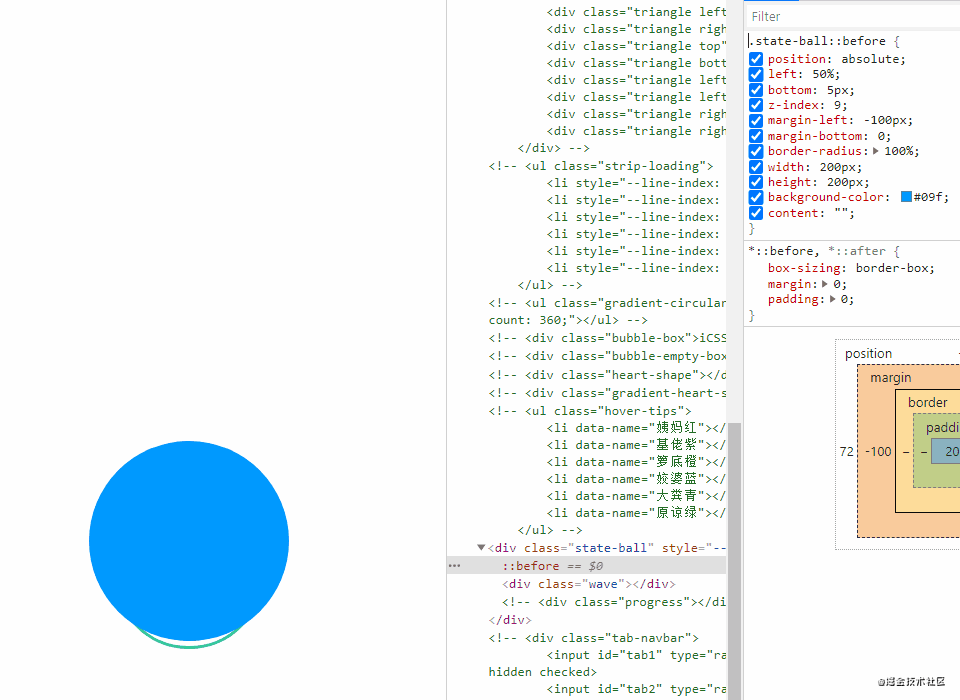 <div class="triangle left
<div class="triangle righ
<div class="triangle top"
<div class="triangle bott
<div class="triangle left
<div class="triangle left
<div class="triangle righ
<div class="triangle righ
</div> -->
<!-- <ul class="strip-loading">
<li style="--line-index:
<li style="--line-index:
<li style="--line-index:
<li style="--line-index:
<li style="--line-index:
<li style="--line-index:
</ul> -->
<!-- <ul class="gradient-circular
count: 360;"></ul> -->
<!-- <div class="bubble-box">iCSS
<!-- <div class="bubble-empty-box
<!-- <div class="heart-shape"></d
<!-- <div class="gradient-heart-s
<!-- <ul class="hover-tips">
<li data-name="姨妈红"></
<li data-name="基佬紫"></
<li data-name="箩底橙"></
<li data-name="姣婆蓝"></
<li data-name="大粪青"></
<li data-name="原谅绿"></
</ul> -->
▼<div class="state-ball" style="--
••• ::before == $0
<div class="wave"></div>
<!-- <div class="progress"></di
</div>
<!-- <div class="tab-navbar">
<input id="tab1" type="ra
hidden checked>
<input id="tab2" type="ra
Filter
.state-ball::before {
position: absolute;
left: 50%;
bottom: 5px;
z-index: 9;
margin-left: -100px;
margin-bottom: 0;
border-radius:▶ 100%;
width: 200px;
height: 200px;
background-color: #09f;
content: "";
}
*::before, *::after {
box-sizing: border-box;
margin:▶ 0;
padding:▶ 0;
}
position
margin
border
paddi
72 -100 – – 20
@掘金技术社区